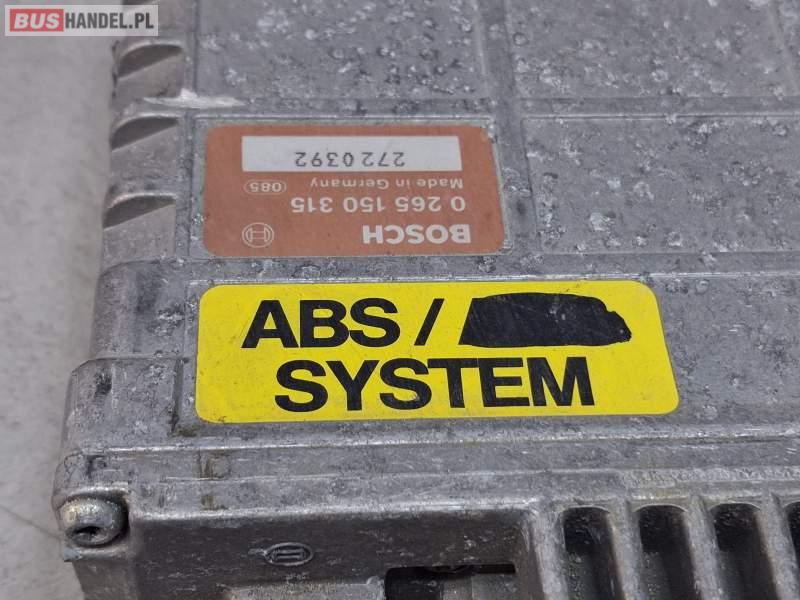 BUSHANDEL.PL
BOSCH
0 265 150 315
Made in Germany 085
2720392
ABS/
SYSTEM